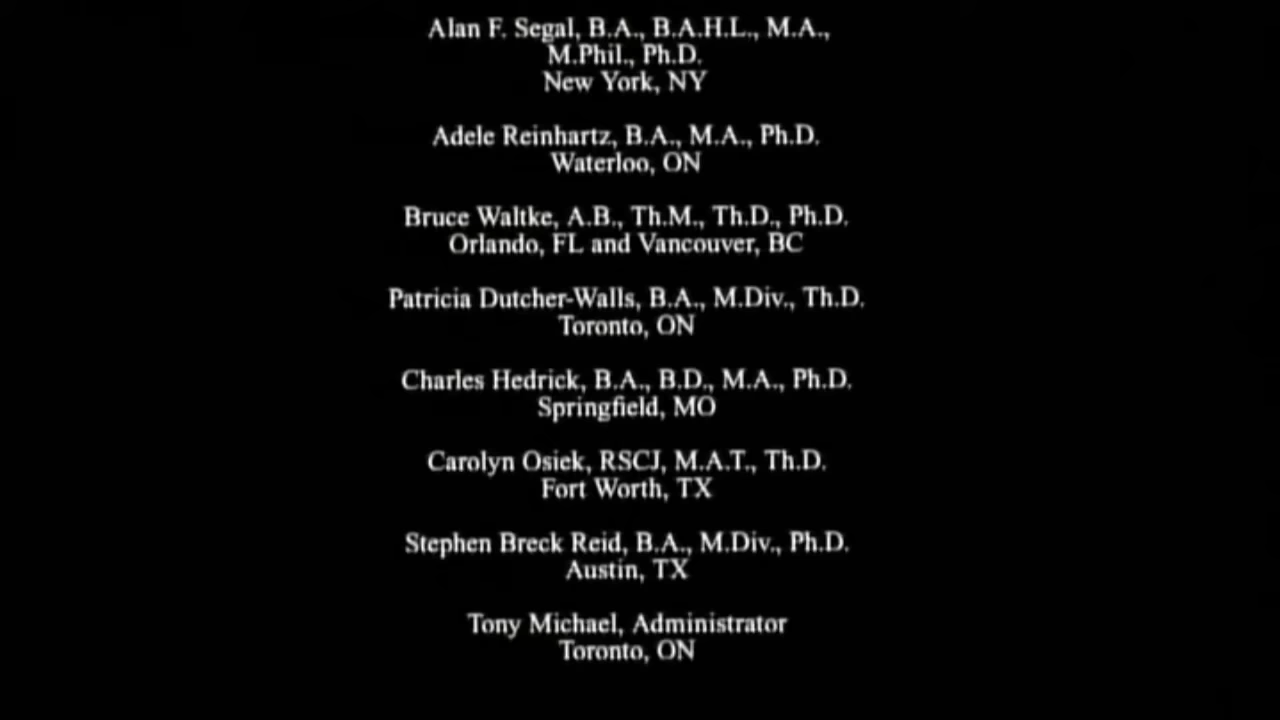 Alan F. Segal, B.A., B.A.H.L., M.A.,
M.Phil., Ph.D.
New York, NY
Adele Reinhartz, B.A., M.A., Ph.D.
Waterloo, ON
Bruce Waltke, A.B., Th.M., Th.D., Ph.D.
Orlando, FL and Vancouver, BC
Patricia Dutcher-Walls, B.A., M.Div., Th.D.
Toronto, ON
Charles Hedrick, B.A., B.D., M.A., Ph.D.
Springfield, MO
Carolyn Osiek, RSCJ, M.A.T., Th.D.
Fort Worth, TX
Stephen Breck Reid, B.A., M.Div., Ph.D.
Austin, TX
Tony Michael, Administrator
Toronto, ON